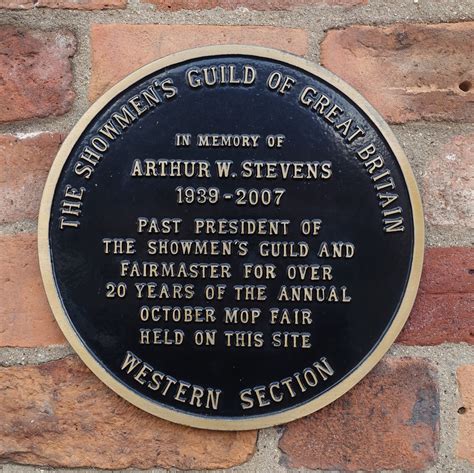 THE SHOWMEN'S GUILD OF GREAT BRITAIN
IN MEMORY OF
ARTHUR W. STEVENS
1939-2007
PAST PRESIDENT OF
THE SHOWMEN'S GUILD AND
FAIRMASTER FOR OVER
20 YEARS OF THE ANNUAL
OCTOBER MOP FAIR
HELD ON THIS SITE
WESTERN SECTION